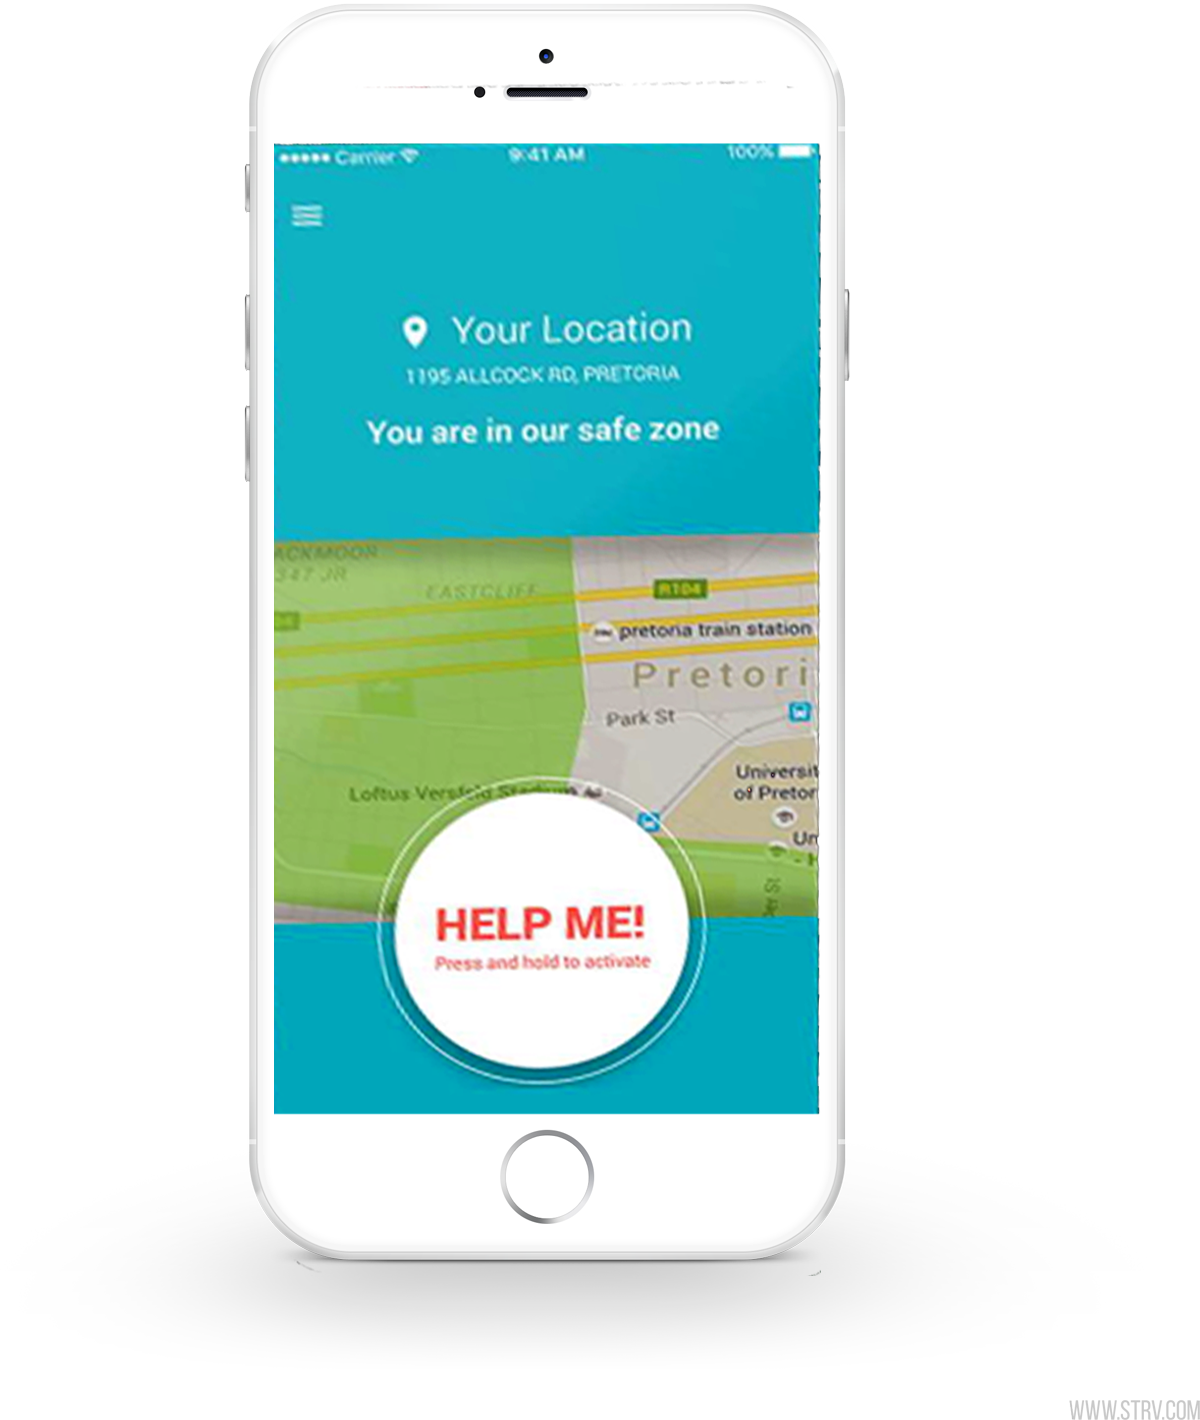 Carrier 9:41 AM 100%
Your Location
1195 ALLCOCK RD, PRETORIA
You are in our safe zone
ACKMOOR
347 JR
EASTCLIFF
R104
pretoria train station
Pretori
Park St
Universit
of Pretor
Loftus Versfeld Stadium
Un
- H
Der St
HELP ME!
Press and hold to activate
WWW.STRV.COM